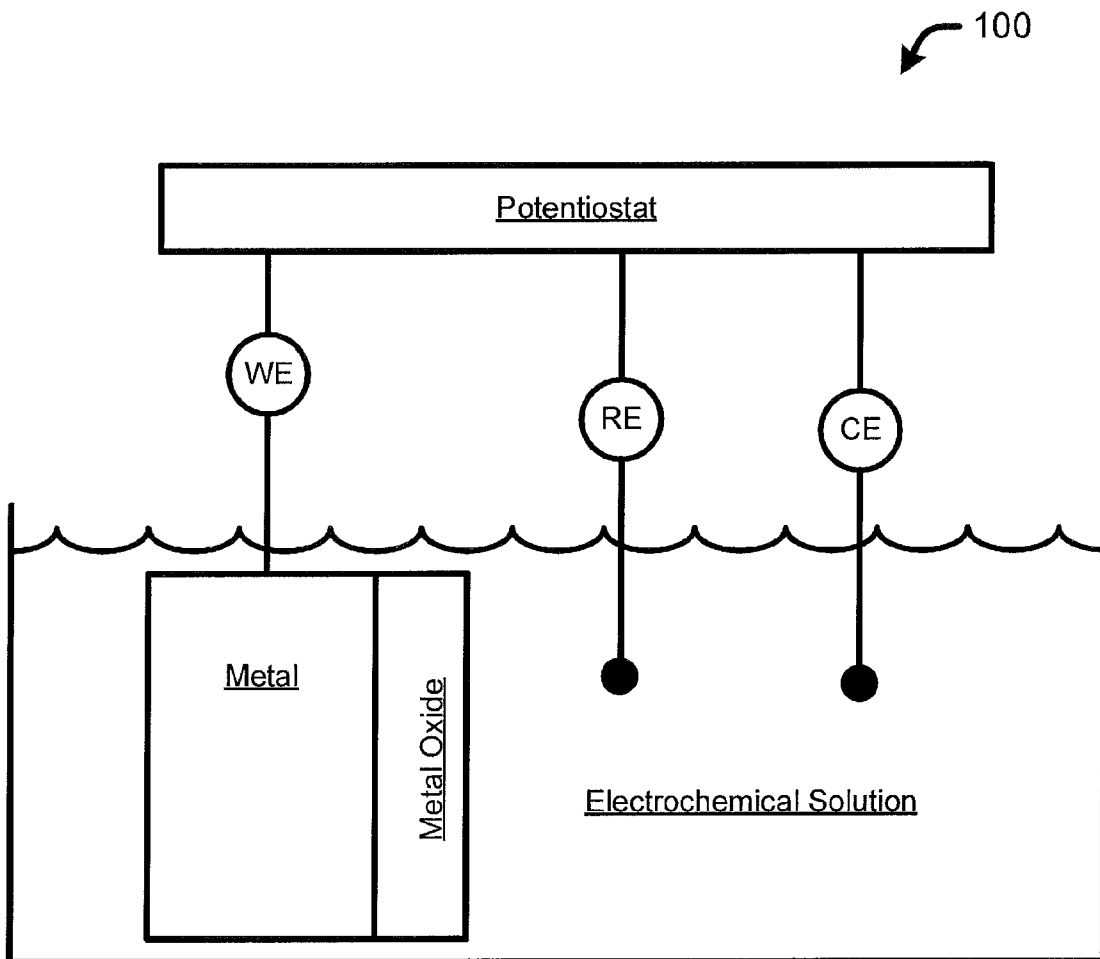 100
Potentiostat
WE
RE
CE
Metal
Metal Oxide
Electrochemical Solution